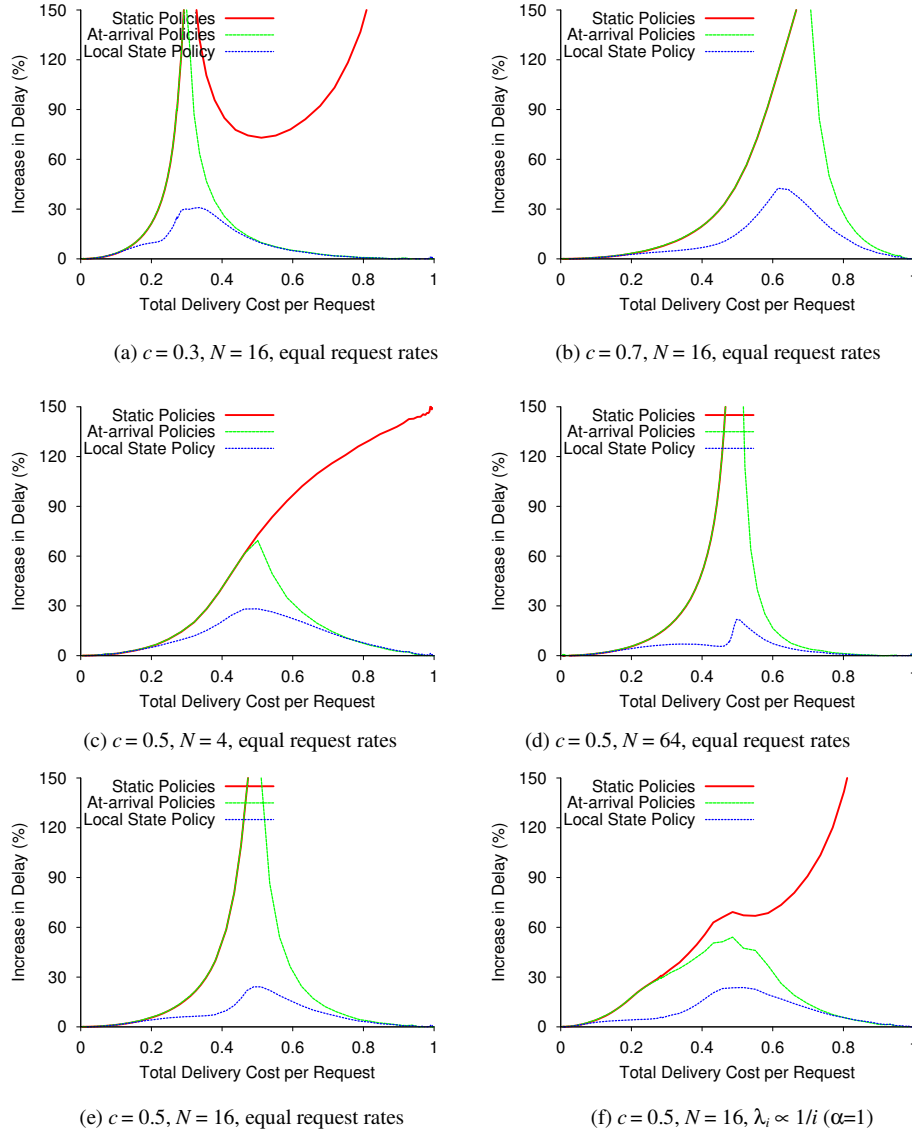 150
120
90
60
30
0
Increase in Delay (%)
Static Policies
At-arrival Policies
Local State Policy
0 0.2 0.4 0.6 0.8 1
Total Delivery Cost per Request
(a) c = 0.3, N = 16, equal request rates
150
120
90
60
30
0
Increase in Delay (%)
Static Policies
At-arrival Policies
Local State Policy
0 0.2 0.4 0.6 0.8 1
Total Delivery Cost per Request
(b) c = 0.7, N = 16, equal request rates
150
120
90
60
30
0
Increase in Delay (%)
Static Policies
At-arrival Policies
Local State Policy
0 0.2 0.4 0.6 0.8 1
Total Delivery Cost per Request
(c) c = 0.5, N = 4, equal request rates
150
120
90
60
30
0
Increase in Delay (%)
Static Policies
At-arrival Policies
Local State Policy
0 0.2 0.4 0.6 0.8 1
Total Delivery Cost per Request
(d) c = 0.5, N = 64, equal request rates
150
120
90
60
30
0
Increase in Delay (%)
Static Policies
At-arrival Policies
Local State Policy
0 0.2 0.4 0.6 0.8 1
Total Delivery Cost per Request
(e) c = 0.5, N = 16, equal request rates
150
120
90
60
30
0
Increase in Delay (%)
Static Policies
At-arrival Policies
Local State Policy
0 0.2 0.4 0.6 0.8 1
Total Delivery Cost per Request
(f) c = 0.5, N = 16, λi ∝ 1/i (α=1)